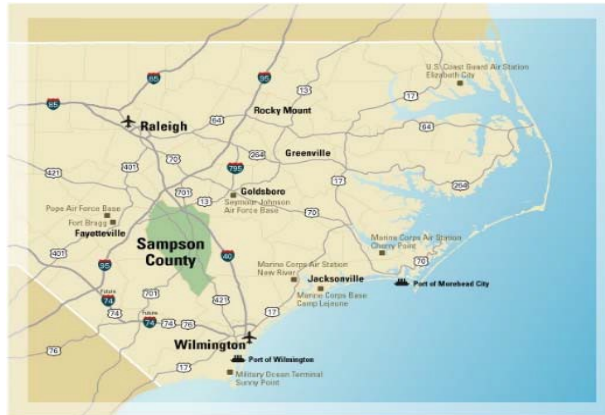 U.S. Coast Guard Air Station
Elizabeth City
85
95
13
17
85
Rocky Mount
Raleigh
64
64
70
264
Greenville
421
401
795
264
701
13
Goldsboro
Seymour Johnson
Air Force Base
17
Pope Air Force Base
Fort Bragg
Fayetteville
70
Sampson
County
401
95
40
Marine Corps Air Station
Cherry Point
70
Marine Corps Air Station
New River
Jacksonville
Port of Morehead City
Marine Corps Base
Camp Lejeune
74
701
421
74
74
74
76
17
76
Wilmington
17
Port of Wilmington
Military Ocean Terminal
Sunny Point